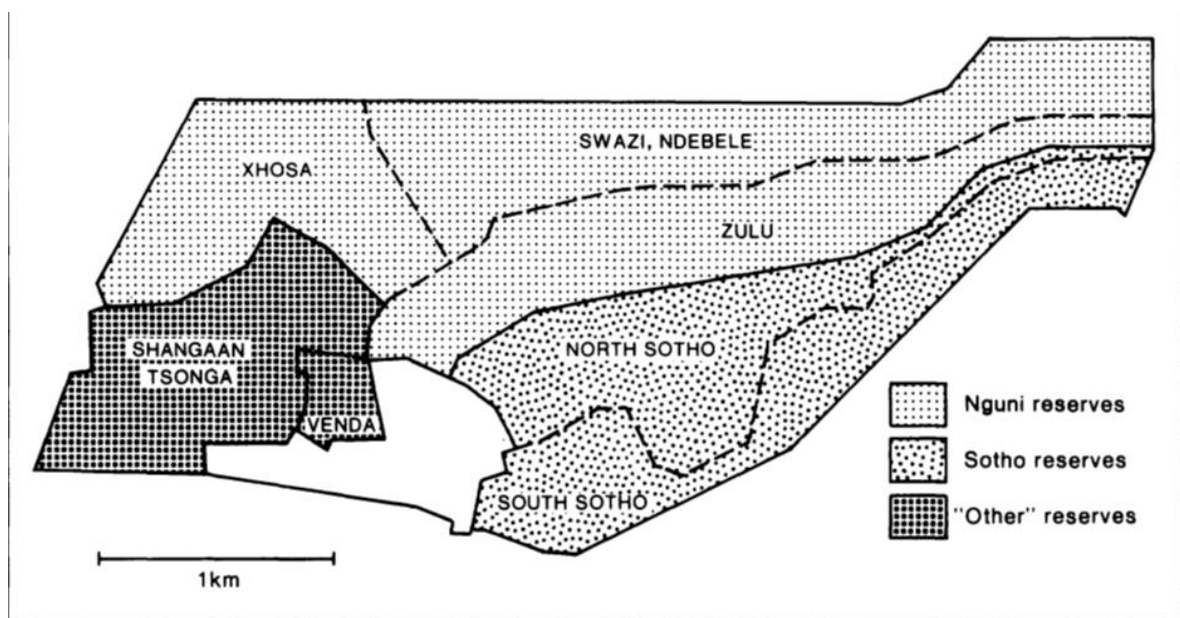 XHOSA
SWAZI, NDEBELE
ZULU
SHANGAAN
TSONGA
VENDA
NORTH SOTHO
SOUTH SOTHO
Nguni reserves
Sotho reserves
"Other" reserves
1km